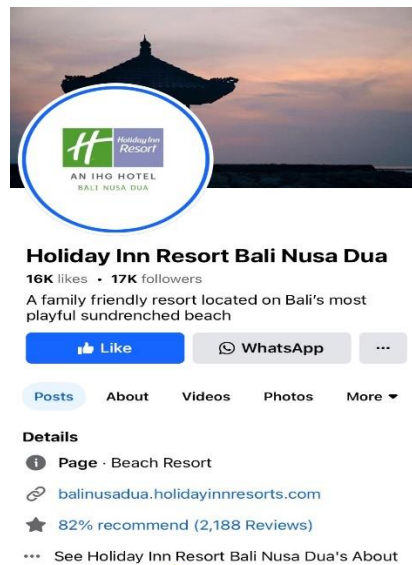 H Holiday Inn
Resort
AN IHG HOTEL
BALI NUSA DUA
Holiday Inn Resort Bali Nusa Dua
16K likes • 17K followers
A family friendly resort located on Bali's most
playful sundrenched beach
Like WhatsApp ...
Posts About Videos Photos More
Details
Page · Beach Resort
balinusadua.holidayinnresorts.com
82% recommend (2,188 Reviews)
... See Holiday Inn Resort Bali Nusa Dua's About